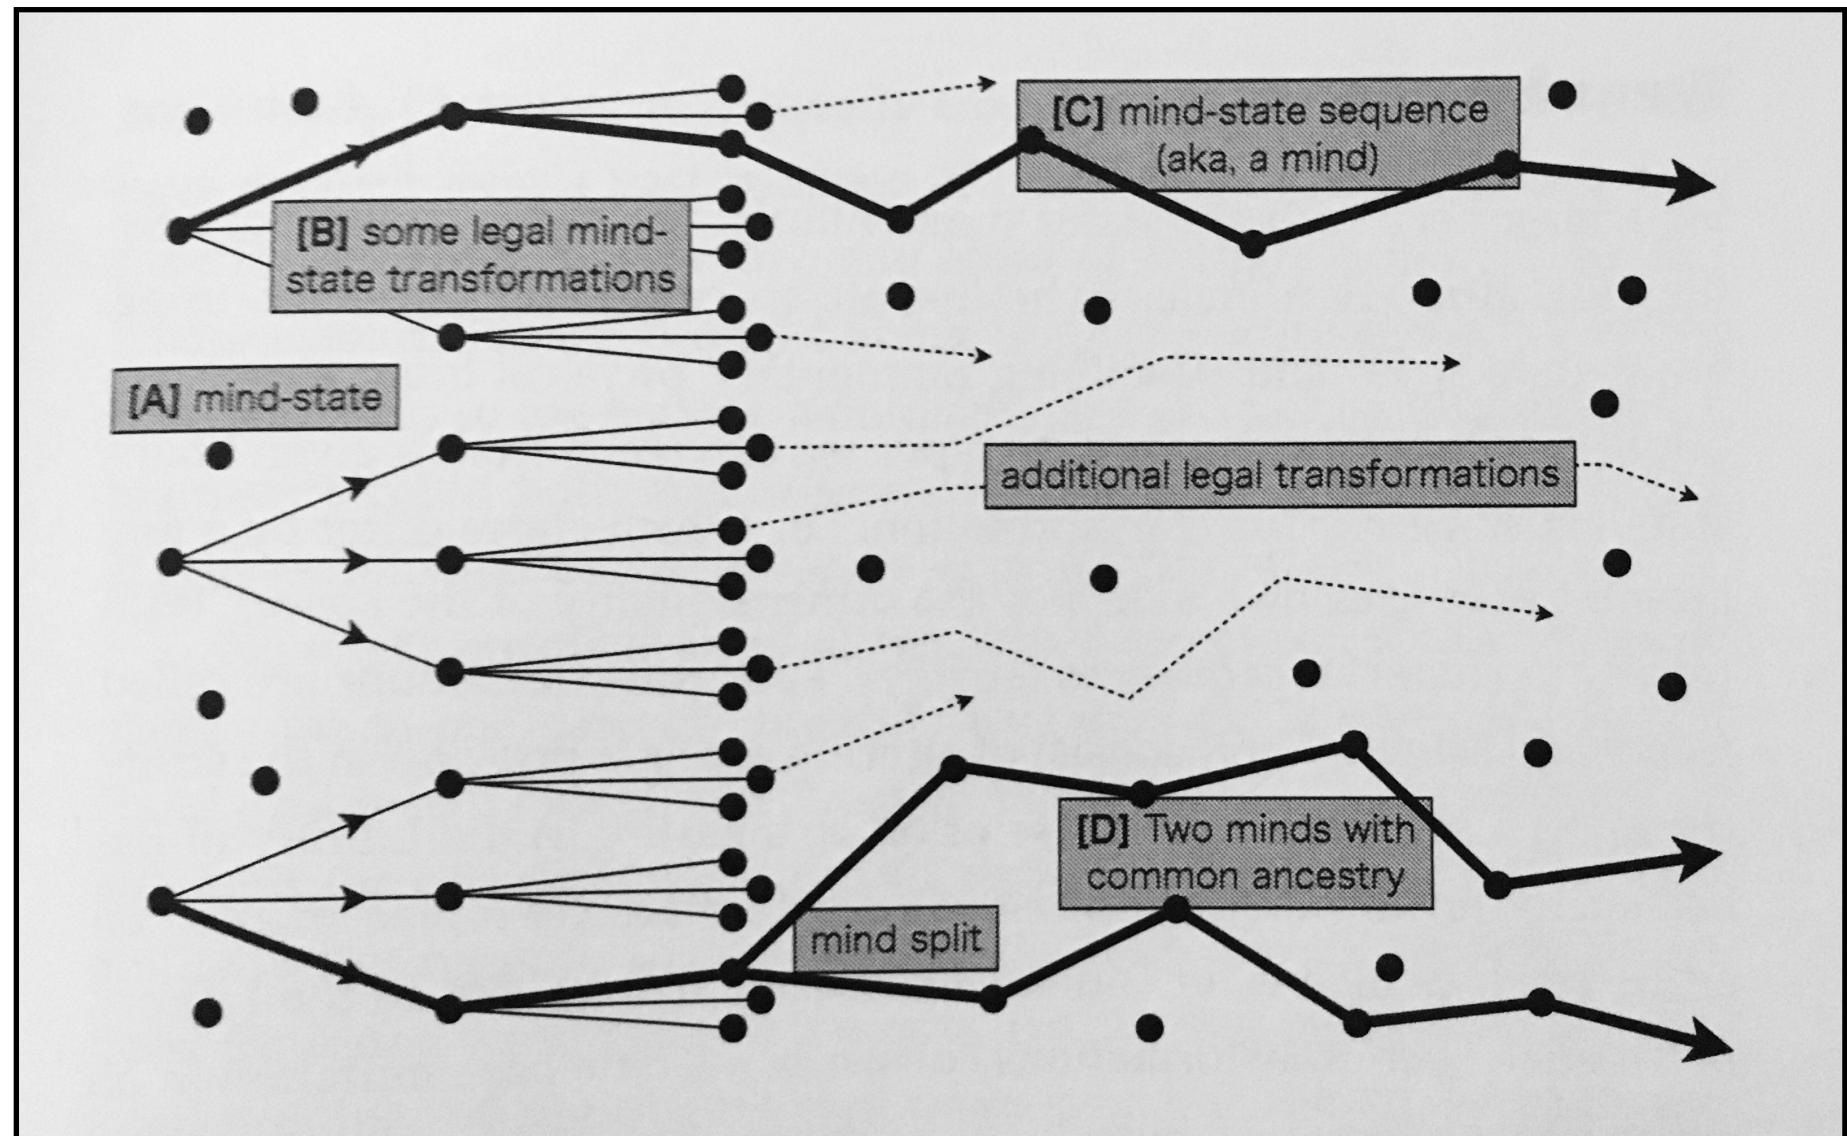 [C] mind-state sequence
(aka, a mind)
[B] some legal mind-
state transformations
[A] mind-state
additional legal transformations
[D] Two minds with
common ancestry
mind split